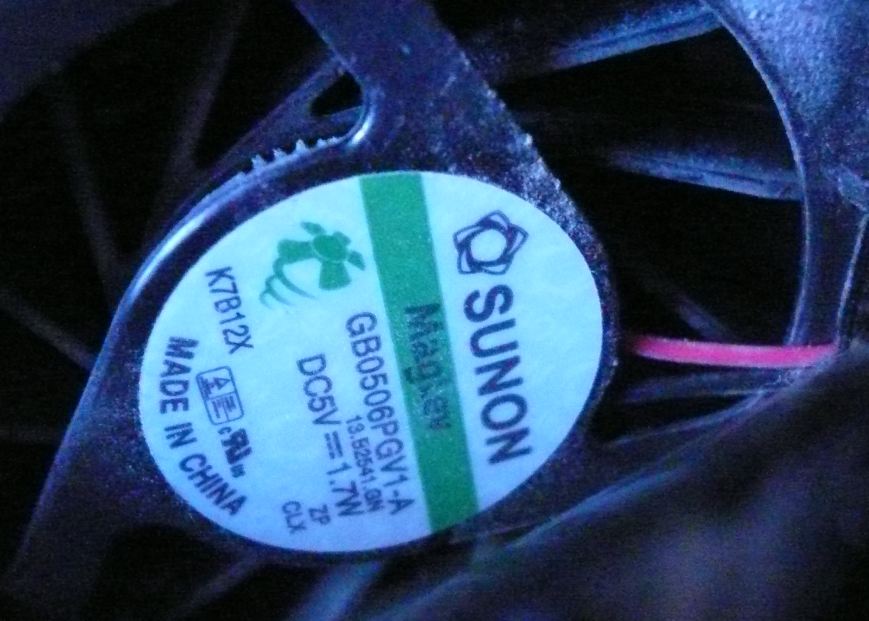 SUNON
MagLev
GB0506PGV1-A
13.B2541.GN
DC5V ⎓ 1.7W
ZP
CLX
K7B12X
MADE IN CHINA